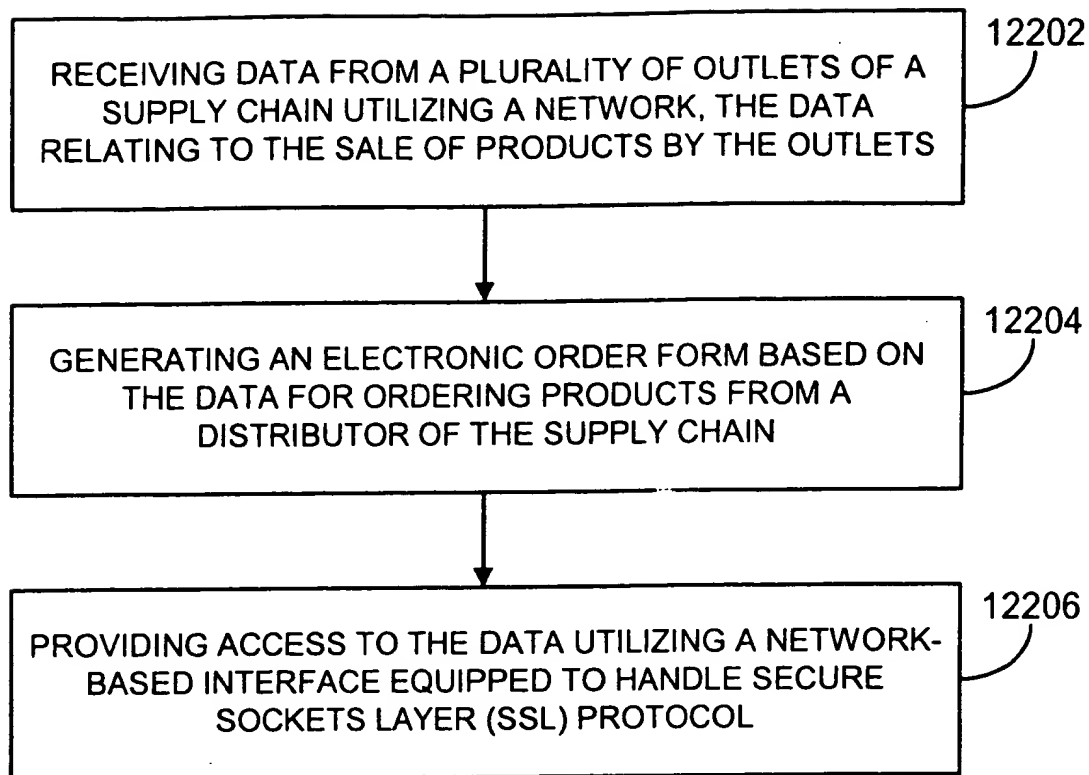 12202
RECEIVING DATA FROM A PLURALITY OF OUTLETS OF A
SUPPLY CHAIN UTILIZING A NETWORK, THE DATA
RELATING TO THE SALE OF PRODUCTS BY THE OUTLETS
12204
GENERATING AN ELECTRONIC ORDER FORM BASED ON
THE DATA FOR ORDERING PRODUCTS FROM A
DISTRIBUTOR OF THE SUPPLY CHAIN
12206
PROVIDING ACCESS TO THE DATA UTILIZING A NETWORK-
BASED INTERFACE EQUIPPED TO HANDLE SECURE
SOCKETS LAYER (SSL) PROTOCOL